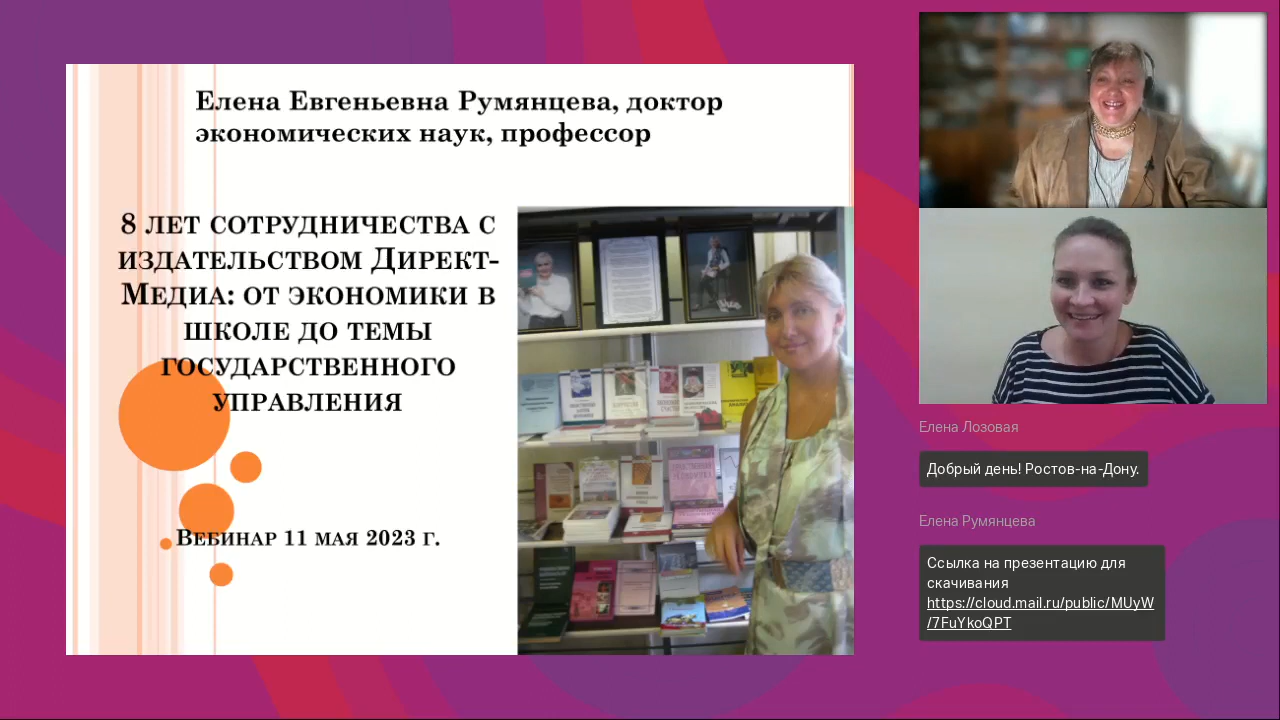 Елена Евгеньевна Румянцева, доктор
экономических наук, профессор
8 ЛЕТ СОТРУДНИЧЕСТВА С
ИЗДАТЕЛЬСТВОМ ДИРЕКТ-
МЕДИА: ОТ ЭКОНОМИКИ В
ШКОЛЕ ДО ТЕМЫ
ГОСУДАРСТВЕННОГО
УПРАВЛЕНИЯ
ВЕБИНАР 11 МАЯ 2023 Г.
Елена Лозовая
Добрый день! Ростов-на-Дону.
Елена Румянцева
Ссылка на презентацию для
скачивания
https://cloud.mail.ru/public/MUyW
/7FuYkoQPT